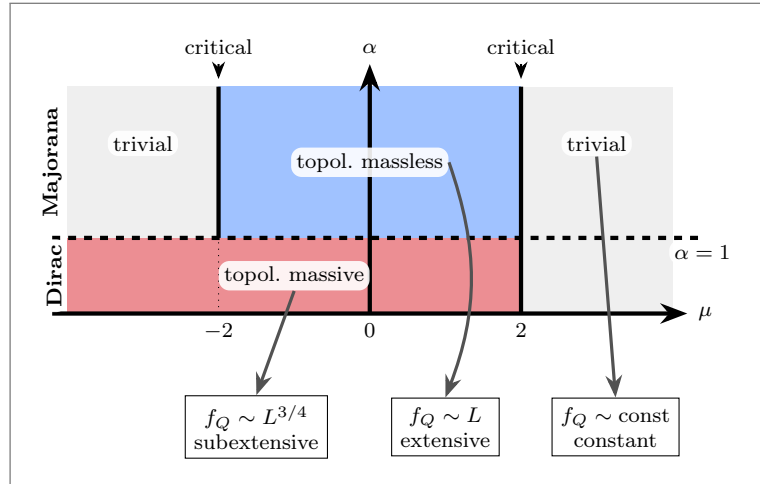 critical α critical
Majorana
trivial
trivial
topol. massless
Dirac
α = 1
topol. massive
−2 0 2 μ
f_Q ∼ L^{3/4}
subextensive
f_Q ∼ L
extensive
f_Q ∼ const
constant